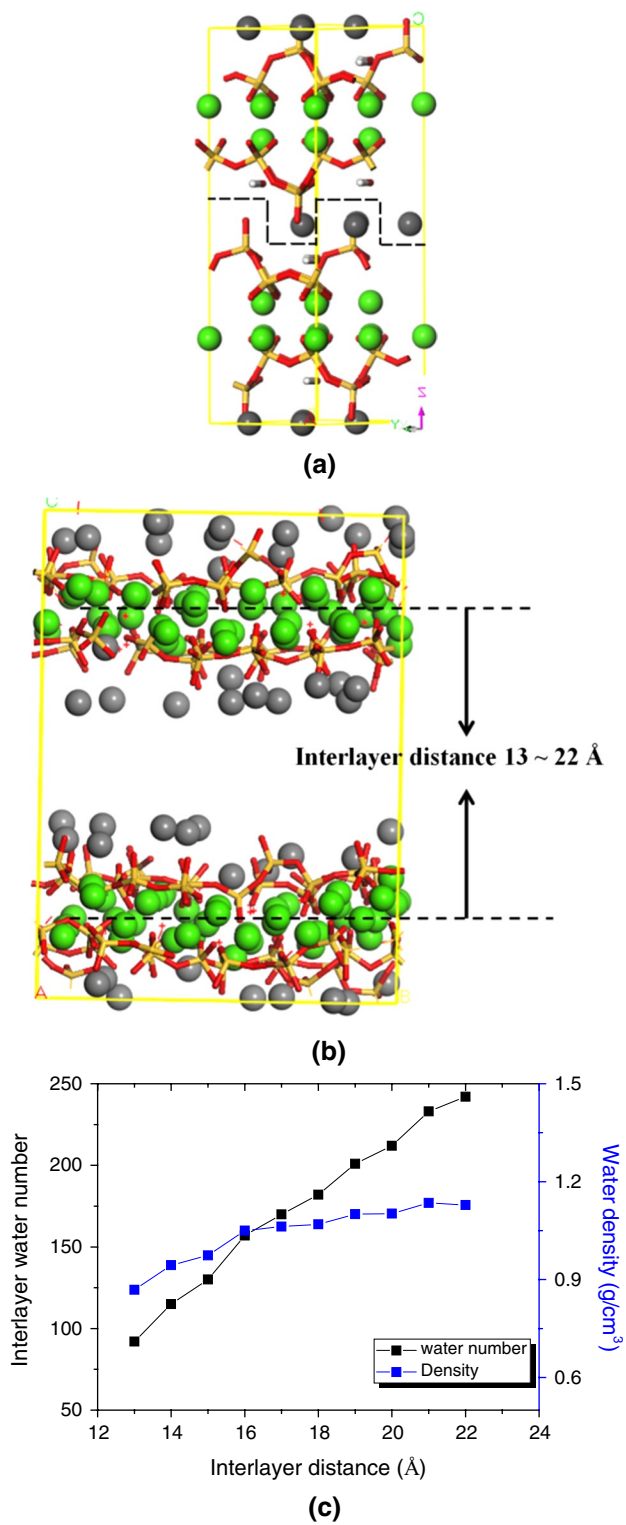 C
Z
Y
(a)
C
Interlayer distance 13 ~ 22 Å
A
B
(b)
250
200
150
100
50
1.5
1.2
0.9
0.6
Interlayer water number
Water density (g/cm³)
water number
Density
12 14 16 18 20 22 24
Interlayer distance (Å)
(c)